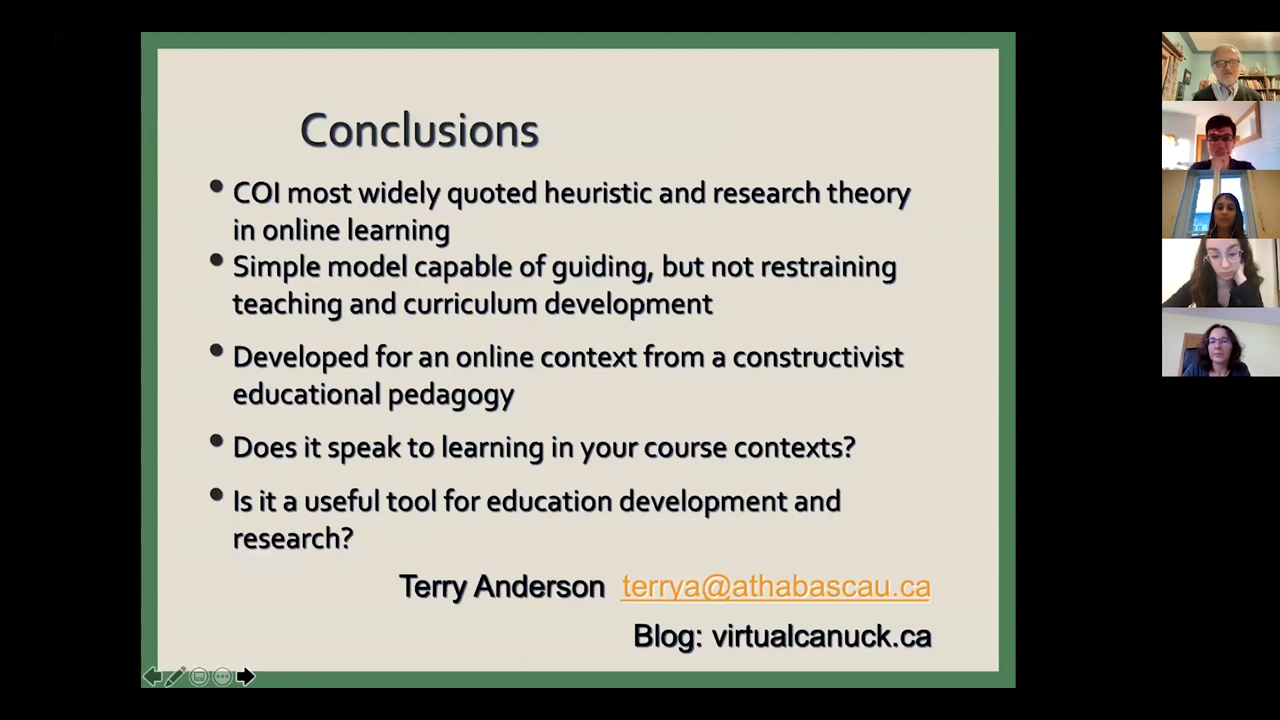 Conclusions
• COI most widely quoted heuristic and research theory
in online learning
• Simple model capable of guiding, but not restraining
teaching and curriculum development
• Developed for an online context from a constructivist
educational pedagogy
• Does it speak to learning in your course contexts?
• Is it a useful tool for education development and
research?
Terry Anderson terrya@athabascau.ca
Blog: virtualcanuck.ca